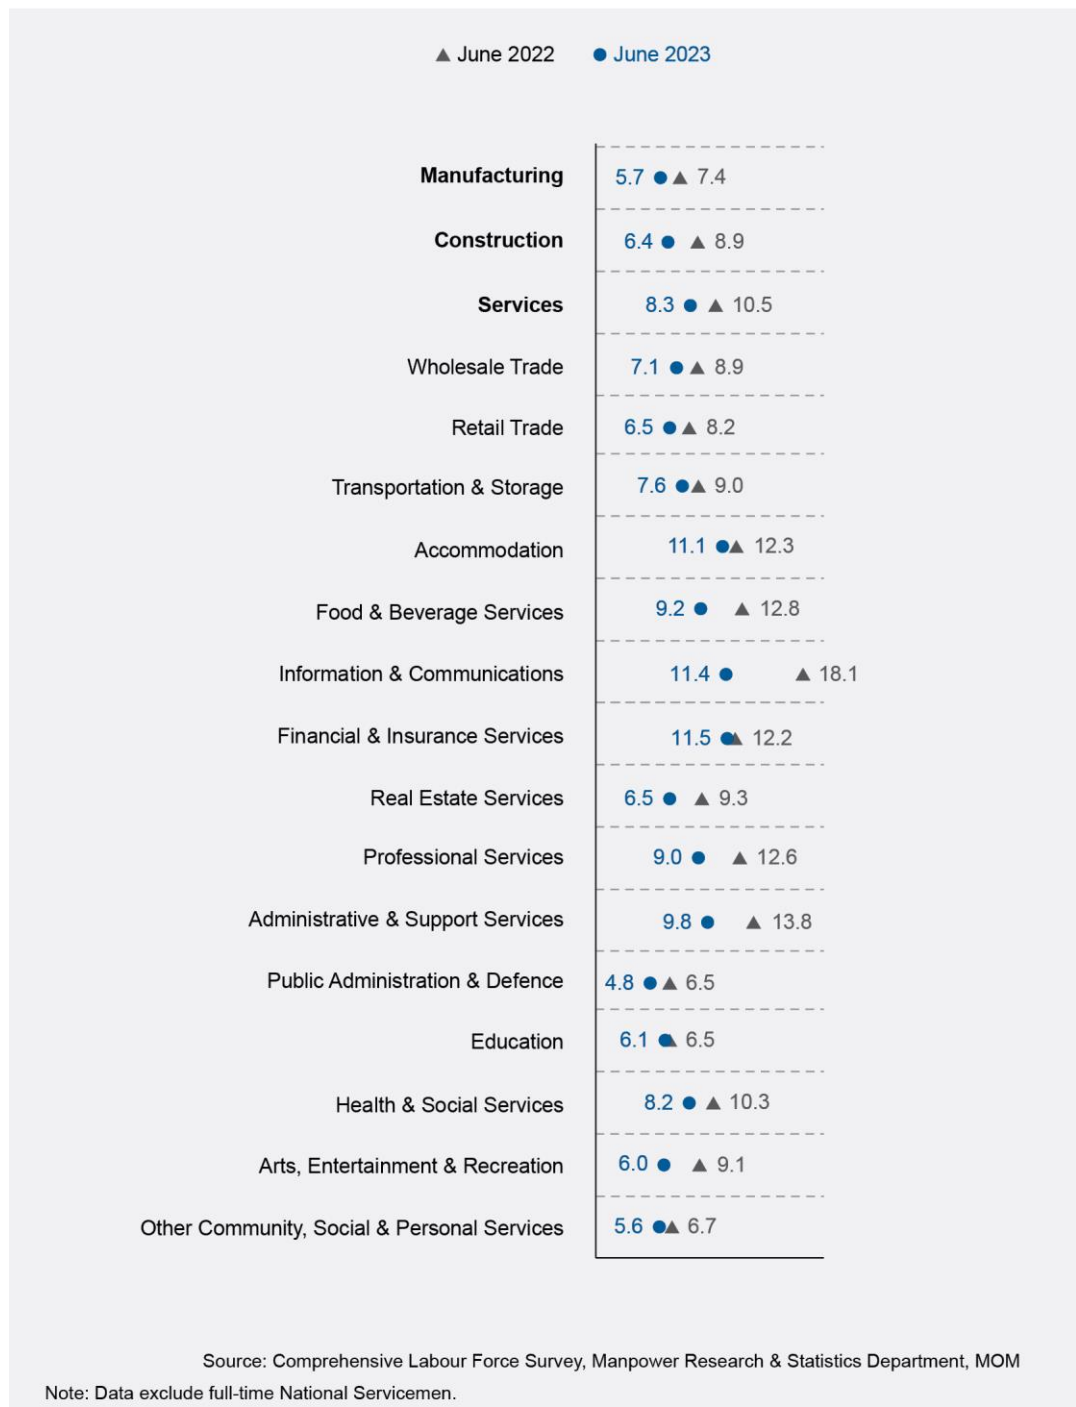 ▲ June 2022 ● June 2023
Manufacturing 5.7 7.4
Construction 6.4 8.9
Services 8.3 10.5
Wholesale Trade 7.1 8.9
Retail Trade 6.5 8.2
Transportation & Storage 7.6 9.0
Accommodation 11.1 12.3
Food & Beverage Services 9.2 12.8
Information & Communications 11.4 18.1
Financial & Insurance Services 11.5 12.2
Real Estate Services 6.5 9.3
Professional Services 9.0 12.6
Administrative & Support Services 9.8 13.8
Public Administration & Defence 4.8 6.5
Education 6.1 6.5
Health & Social Services 8.2 10.3
Arts, Entertainment & Recreation 6.0 9.1
Other Community, Social & Personal Services 5.6 6.7
Source: Comprehensive Labour Force Survey, Manpower Research & Statistics Department, MOM
Note: Data exclude full-time National Servicemen.